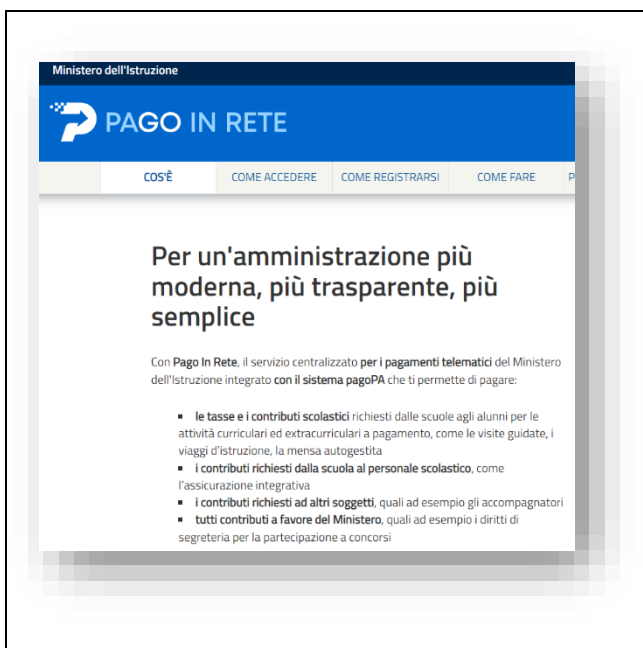 Ministero dell'Istruzione
PAGO IN RETE
COS'È COME ACCEDERE COME REGISTRARSI COME FARE P
Per un'amministrazione più
moderna, più trasparente, più
semplice
Con Pago In Rete, il servizio centralizzato per i pagamenti telematici del Ministero
dell'Istruzione integrato con il sistema pagoPA che ti permette di pagare:
▪ le tasse e i contributi scolastici richiesti dalle scuole agli alunni per le
attività curriculari ed extracurriculari a pagamento, come le visite guidate, i
viaggi d'istruzione, la mensa autogestita
▪ i contributi richiesti dalla scuola al personale scolastico, come
l'assicurazione integrativa
▪ i contributi richiesti ad altri soggetti, quali ad esempio gli accompagnatori
▪ tutti contributi a favore del Ministero, quali ad esempio i diritti di
segreteria per la partecipazione a concorsi